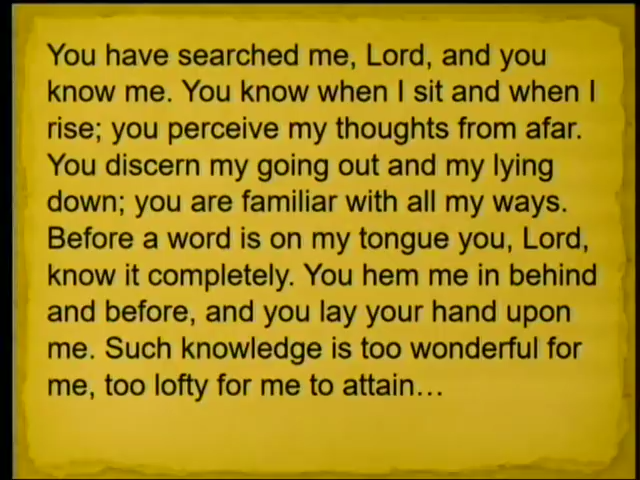 You have searched me, Lord, and you
know me. You know when I sit and when I
rise; you perceive my thoughts from afar.
You discern my going out and my lying
down; you are familiar with all my ways.
Before a word is on my tongue you, Lord,
know it completely. You hem me in behind
and before, and you lay your hand upon
me. Such knowledge is too wonderful for
me, too lofty for me to attain…